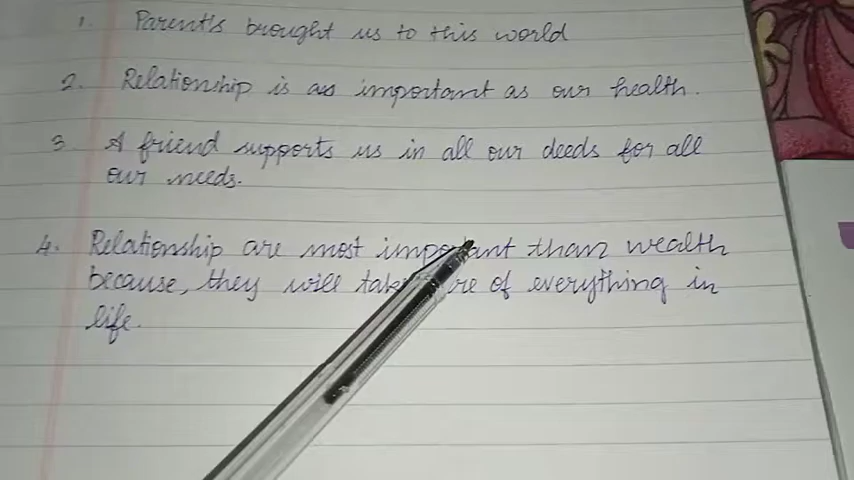 1. Parents brought us to this world
2. Relationship is as important as our health.
3. A friend supports us in all our deeds for all
our needs.
4. Relationship are most important than wealth
because, they will take of everything in
life.